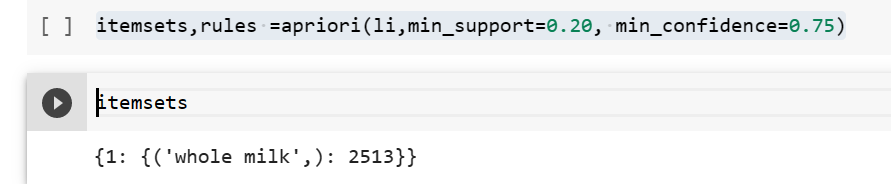 [ ] itemsets,rules =apriori(li,min_support=0.20, min_confidence=0.75)
itemsets
{1: {('whole milk',): 2513}}